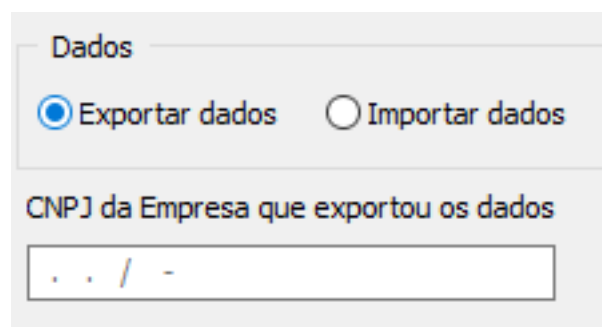 Dados
Exportar dados Importar dados
CNPJ da Empresa que exportou os dados
. . / -